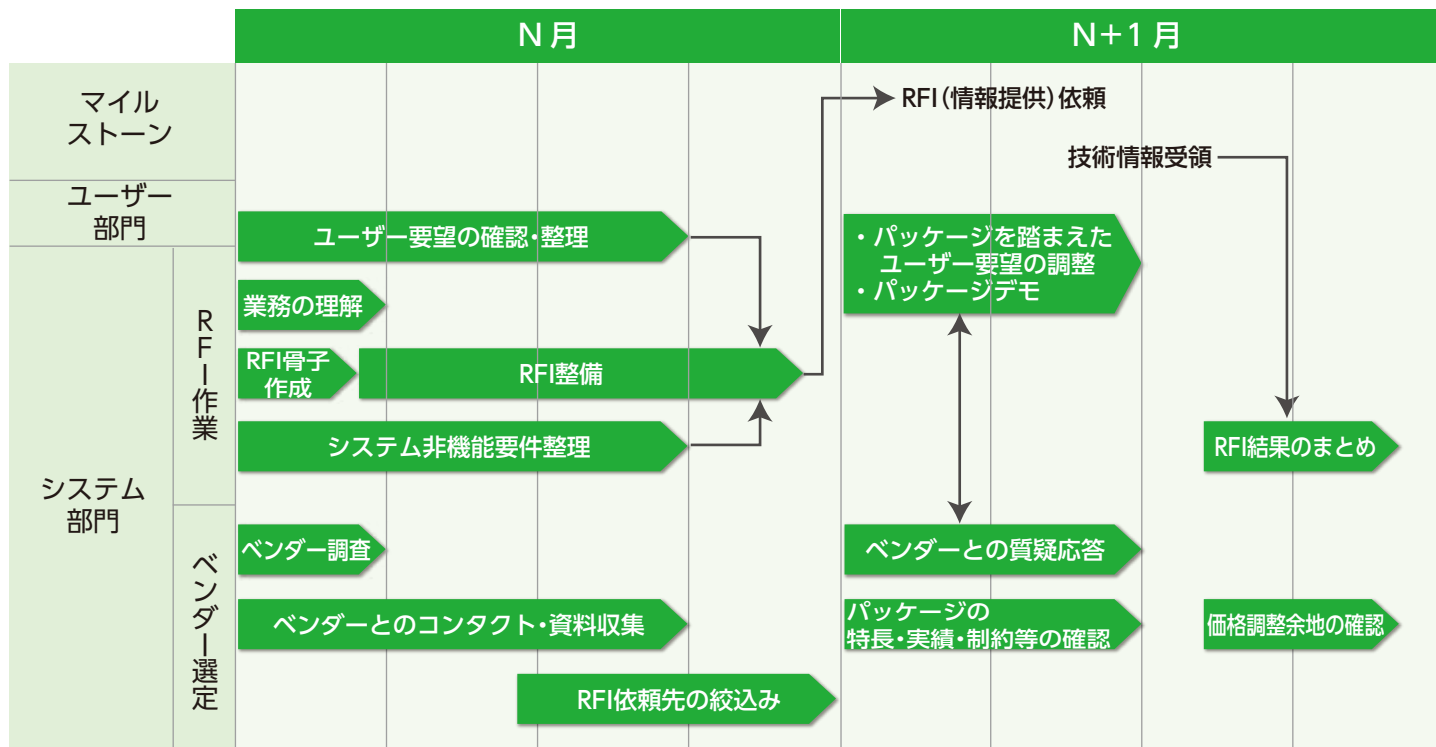 N月
N+1月
マイル
ストーン
RFI(情報提供)依頼
技術情報受領
ユーザー
部門
ユーザー要望の確認・整理
・パッケージを踏まえた
ユーザー要望の調整
・パッケージデモ
システム
部門
RFI作業
業務の理解
RFI骨子
作成
RFI整備
システム非機能要件整理
RFI結果のまとめ
ベンダー選定
ベンダー調査
ベンダーとの質疑応答
ベンダーとのコンタクト・資料収集
パッケージの
特長・実績・制約等の確認
価格調整余地の確認
RFI依頼先の絞込み